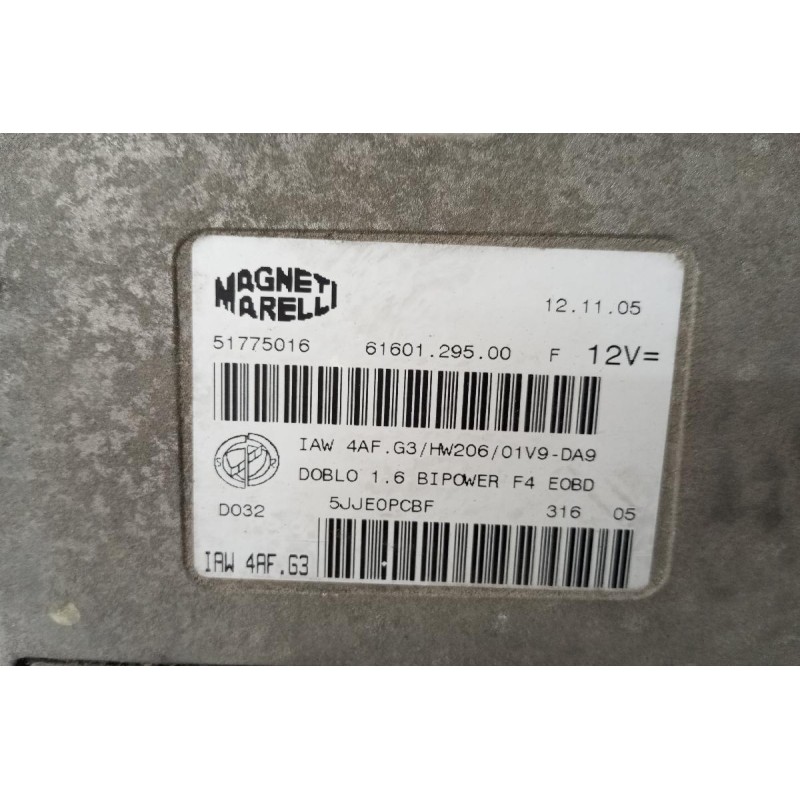 MAGNETI
MARELLI
12.11.05
51775016 61601.295.00 F 12V=
IAW 4AF.G3/HW206/01V9-DA9
DOBLO 1.6 BIPOWER F4 EOBD
D032 5JJE0PCBF 316 05
IAW 4AF.G3